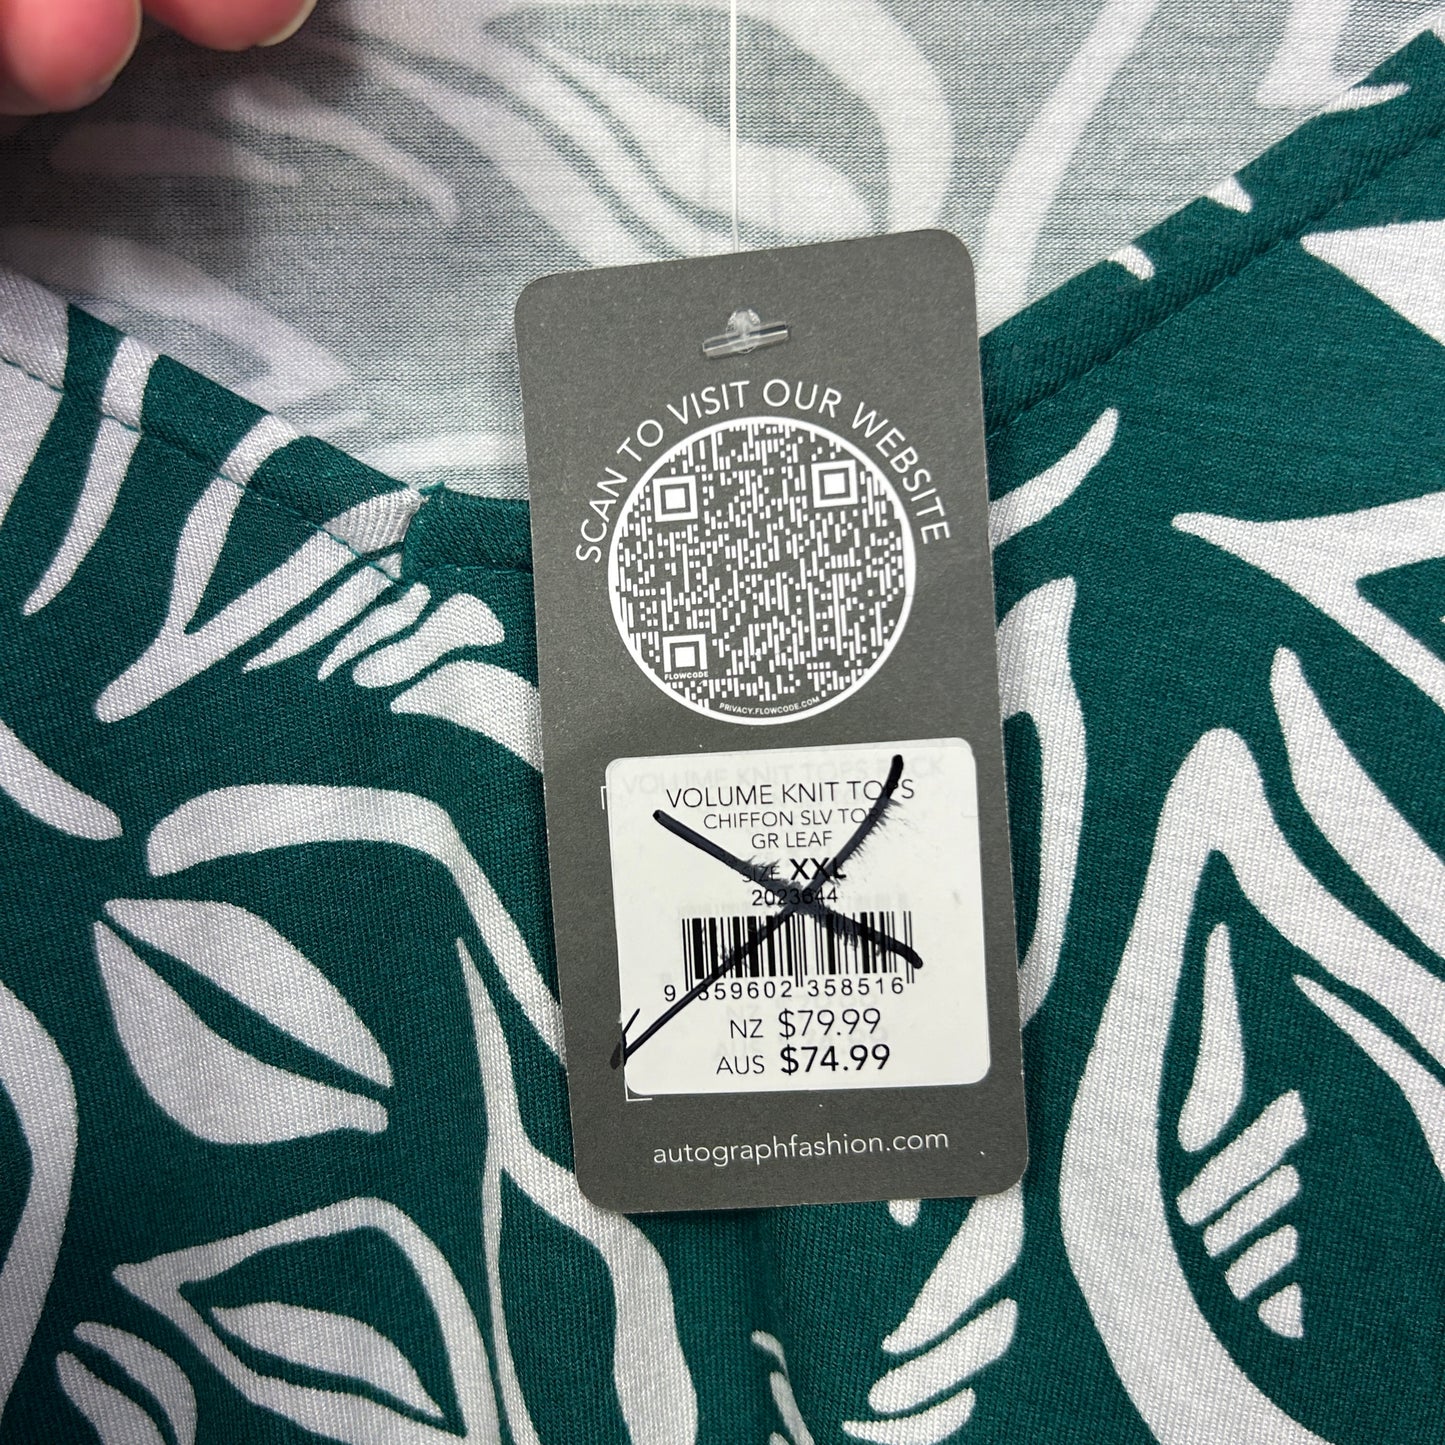 SCAN TO VISIT OUR WEBSITE
FLOWCODE
PRIVACY.FLOWCODE.COM
VOLUME KNIT TOPS
CHIFFON SLV TOP
GR LEAF
SIZE XXL
2023644
9 359602 358516
NZ $79.99
AUS $74.99
autographfashion.com